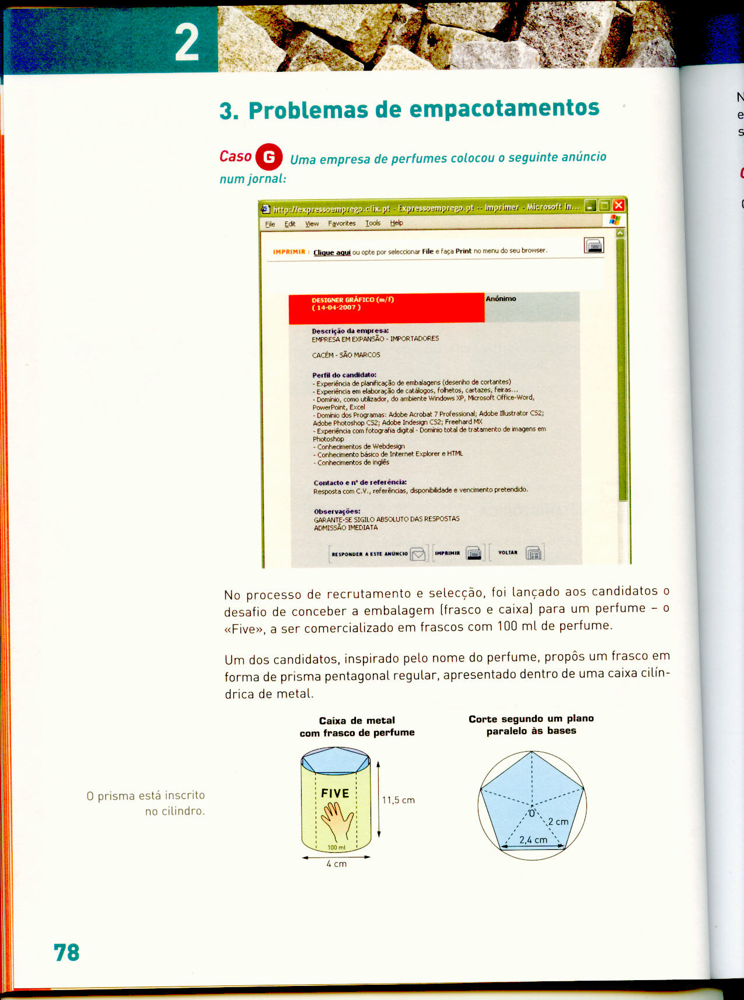 2
3. Problemas de empacotamentos
Caso G Uma empresa de perfumes colocou o seguinte anúncio
num jornal:
http://expressoemprego.clix.pt - Expressoemprego.pt -- Imprimer - Microsoft In...
File Edit View Favorites Tools Help
IMPRIMIR : Clique aqui ou opte por seleccionar File e faça Print no menu do seu browser.
DESIGNER GRÁFICO (m/f)
( 14-04-2007 )
Anónimo
Descrição da empresa:
EMPRESA EM EXPANSÃO - IMPORTADORES
CACÉM - SÃO MARCOS
Perfil do candidato:
- Experiência de planificação de embalagens (desenho de cortantes)
- Experiência em elaboração de catálogos, folhetos, cartazes, feiras...
- Domínio, como utilizador, do ambiente Windows XP, Microsoft Office-Word,
PowerPoint, Excel
- Domínio dos Programas: Adobe Acrobat 7 Professional; Adobe Illustrator CS2;
Adobe Photoshop CS2; Adobe Indesign CS2; Freehard MX
- Experiência com fotografia digital - Domínio total de tratamento de imagens em
Photoshop
- Conhecimentos de Webdesign
- Conhecimento básico de Internet Explorer e HTML
- Conhecimentos de inglês
Contacto e nº de referência:
Resposta com C.V., referências, disponibilidade e vencimento pretendido.
Observações:
GARANTE-SE SIGILO ABSOLUTO DAS RESPOSTAS
ADMISSÃO IMEDIATA
RESPONDER A ESTE ANÚNCIO IMPRIMIR VOLTAR
No processo de recrutamento e selecção, foi lançado aos candidatos o
desafio de conceber a embalagem (frasco e caixa) para um perfume – o
«Five», a ser comercializado em frascos com 100 ml de perfume.
Um dos candidatos, inspirado pelo nome do perfume, propôs um frasco em
forma de prisma pentagonal regular, apresentado dentro de uma caixa cilín-
drica de metal.
Caixa de metal
com frasco de perfume
FIVE
100 ml
11,5 cm
4 cm
Corte segundo um plano
paralelo às bases
O
2 cm
2,4 cm
O prisma está inscrito
no cilindro.
78
N
e
s